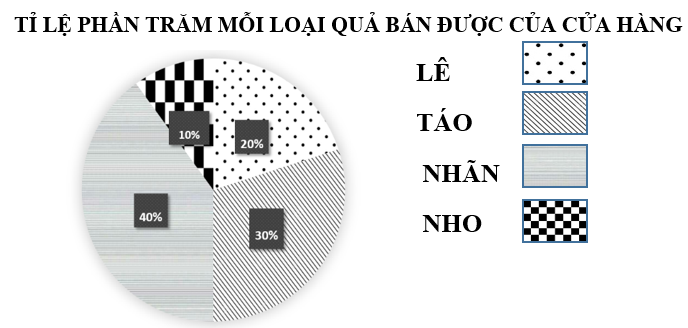 TỈ LỆ PHẦN TRĂM MỖI LOẠI QUẢ BÁN ĐƯỢC CỦA CỬA HÀNG
10%
20%
40%
30%
LÊ
TÁO
NHÃN
NHO